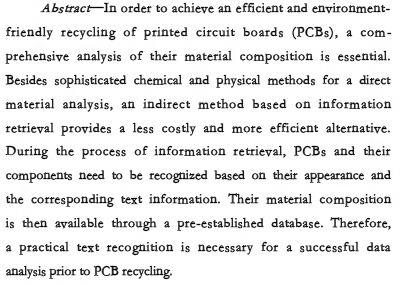 Abstract—In order to achieve an efficient and environment-
friendly recycling of printed circuit boards (PCBs), a com-
prehensive analysis of their material composition is essential.
Besides sophisticated chemical and physical methods for a direct
material analysis, an indirect method based on information
retrieval provides a less costly and more efficient alternative.
During the process of information retrieval, PCBs and their
components need to be recognized based on their appearance and
the corresponding text information. Their material composition
is then available through a pre-established database. Therefore,
a practical text recognition is necessary for a successful data
analysis prior to PCB recycling.